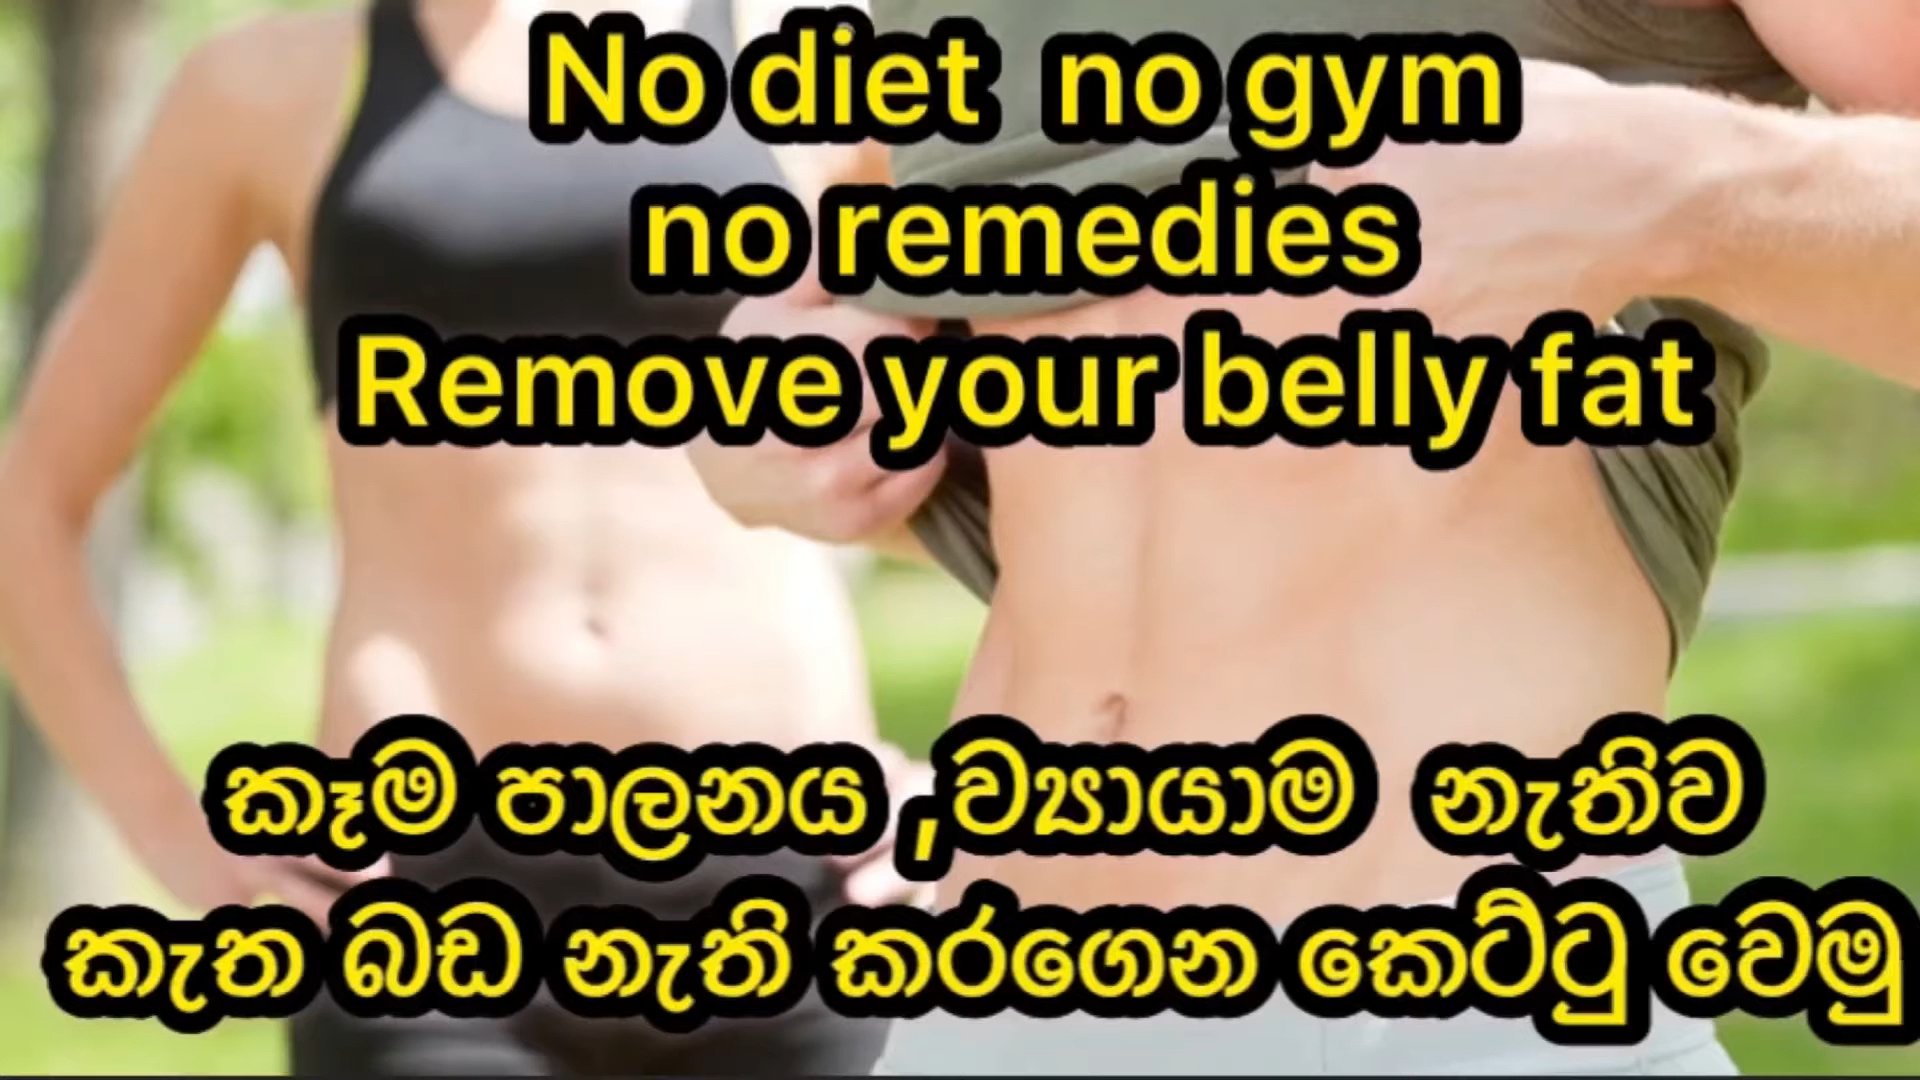 No diet no gym
no remedies
Remove your belly fat
කෑම පාලනය ,ව්‍යායාම නැතිව
කැත බඩ නැති කරගෙන කෙට්ටු වෙමු